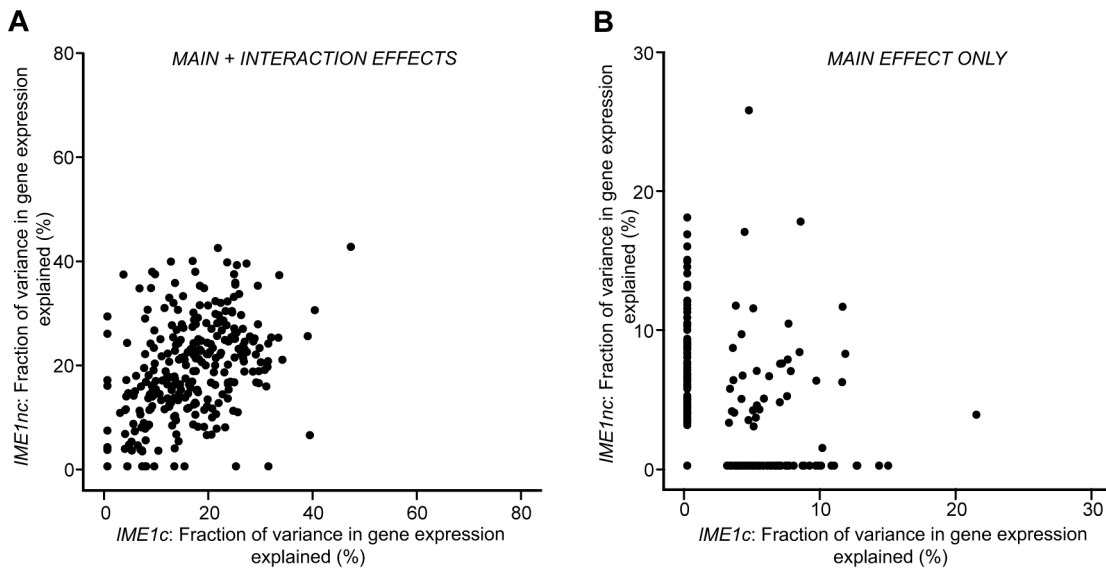 A
MAIN + INTERACTION EFFECTS
80
60
40
20
0
IME1nc: Fraction of variance in gene expression
explained (%)
0 20 40 60 80
IME1c: Fraction of variance in gene expression
explained (%)
B
MAIN EFFECT ONLY
30
20
10
0
IME1nc: Fraction of variance in gene expression
explained (%)
0 10 20 30
IME1c: Fraction of variance in gene expression
explained (%)